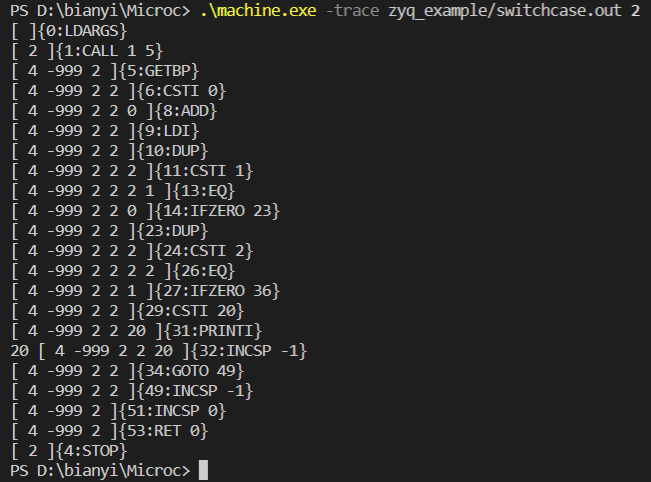 PS D:\bianyi\Microc> .\machine.exe -trace zyq_example/switchcase.out 2
[ ]{0:LDARGS}
[ 2 ]{1:CALL 1 5}
[ 4 -999 2 ]{5:GETBP}
[ 4 -999 2 2 ]{6:CSTI 0}
[ 4 -999 2 2 0 ]{8:ADD}
[ 4 -999 2 2 ]{9:LDI}
[ 4 -999 2 2 ]{10:DUP}
[ 4 -999 2 2 2 ]{11:CSTI 1}
[ 4 -999 2 2 2 1 ]{13:EQ}
[ 4 -999 2 2 0 ]{14:IFZERO 23}
[ 4 -999 2 2 ]{23:DUP}
[ 4 -999 2 2 2 ]{24:CSTI 2}
[ 4 -999 2 2 2 2 ]{26:EQ}
[ 4 -999 2 2 1 ]{27:IFZERO 36}
[ 4 -999 2 2 ]{29:CSTI 20}
[ 4 -999 2 2 20 ]{31:PRINTI}
20 [ 4 -999 2 2 20 ]{32:INCSP -1}
[ 4 -999 2 2 ]{34:GOTO 49}
[ 4 -999 2 2 ]{49:INCSP -1}
[ 4 -999 2 ]{51:INCSP 0}
[ 4 -999 2 ]{53:RET 0}
[ 2 ]{4:STOP}
PS D:\bianyi\Microc>